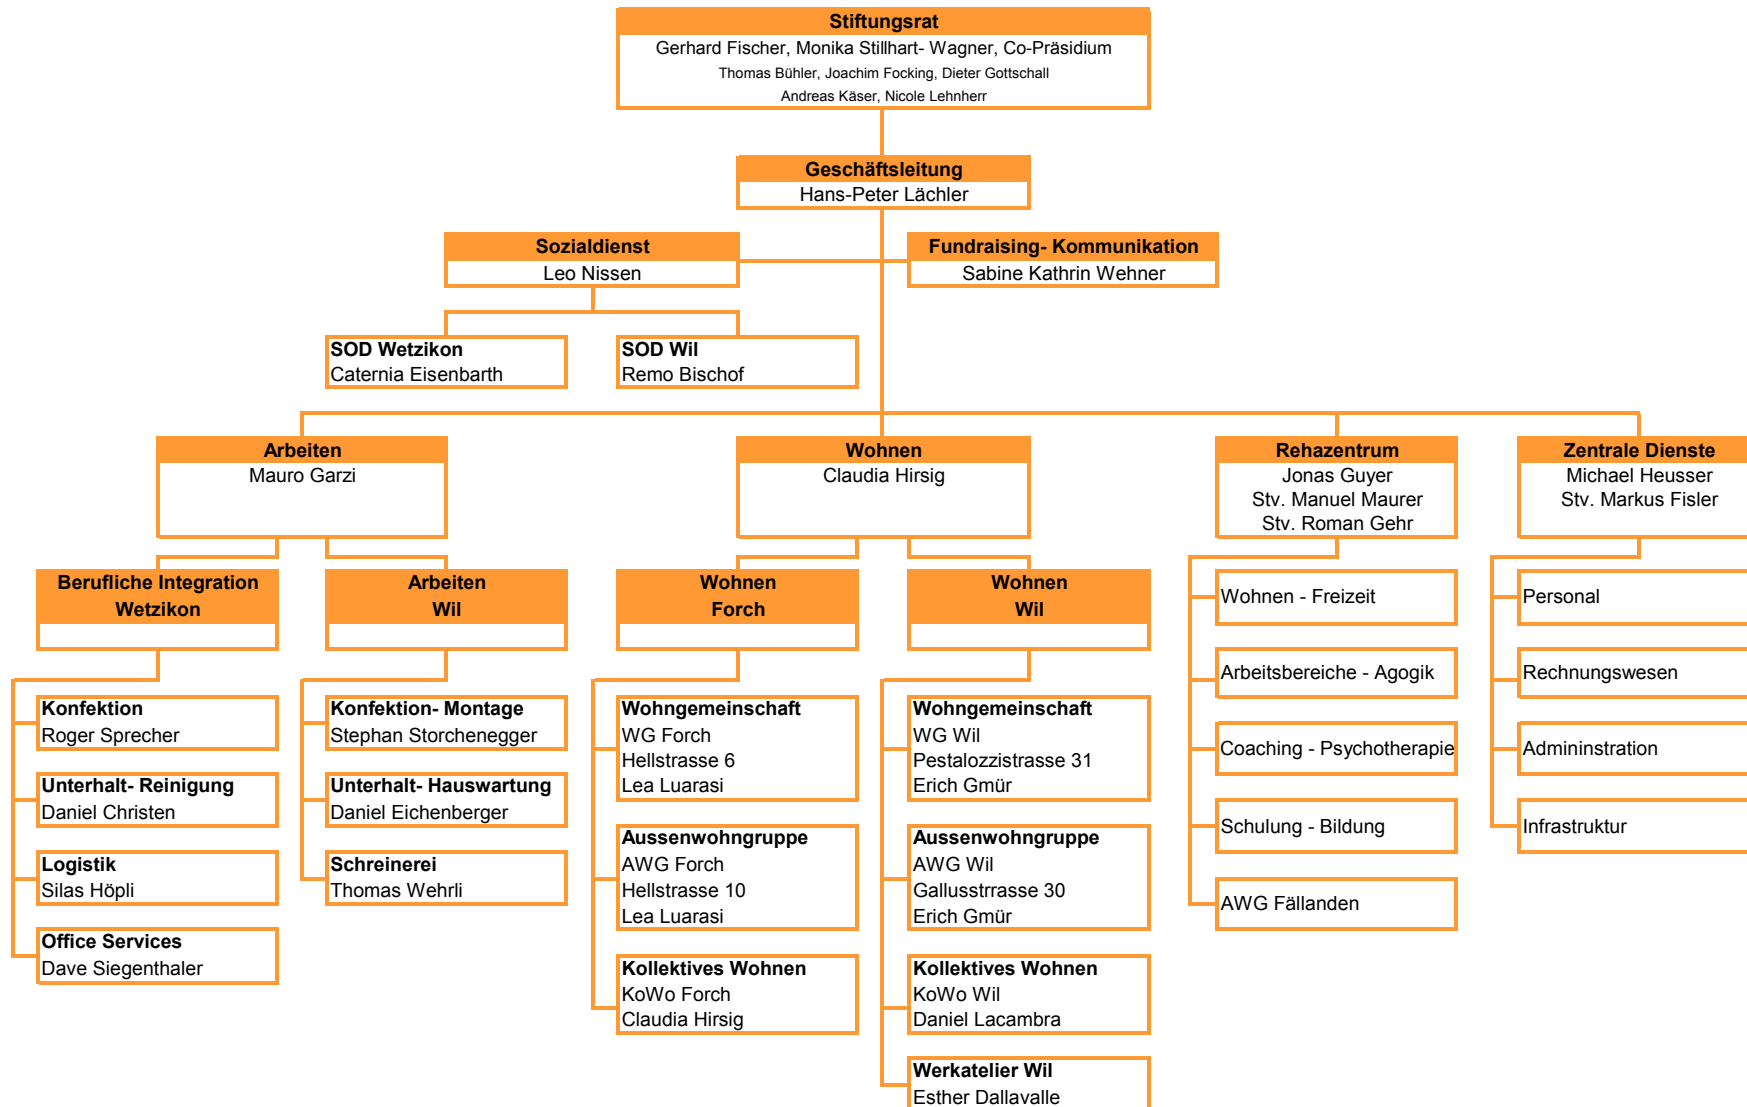 Stiftungsrat
Gerhard Fischer, Monika Stillhart- Wagner, Co-Präsidium
Thomas Bühler, Joachim Focking, Dieter Gottschall
Andreas Käser, Nicole Lehnherr
Geschäftsleitung
Hans-Peter Lächler
Sozialdienst
Leo Nissen
Fundraising- Kommunikation
Sabine Kathrin Wehner
SOD Wetzikon
Caternia Eisenbarth
SOD Wil
Remo Bischof
Arbeiten
Mauro Garzi
Wohnen
Claudia Hirsig
Rehazentrum
Jonas Guyer
Stv. Manuel Maurer
Stv. Roman Gehr
Zentrale Dienste
Michael Heusser
Stv. Markus Fisler
Berufliche Integration
Wetzikon
Konfektion
Roger Sprecher
Unterhalt- Reinigung
Daniel Christen
Logistik
Silas Höpli
Office Services
Dave Siegenthaler
Arbeiten
Wil
Konfektion- Montage
Stephan Storchenegger
Unterhalt- Hauswartung
Daniel Eichenberger
Schreinerei
Thomas Wehrli
Wohnen
Forch
Wohngemeinschaft
WG Forch
Hellstrasse 6
Lea Luarasi
Aussenwohngruppe
AWG Forch
Hellstrasse 10
Lea Luarasi
Kollektives Wohnen
KoWo Forch
Claudia Hirsig
Wohnen
Wil
Wohngemeinschaft
WG Wil
Pestalozzistrasse 31
Erich Gmür
Aussenwohngruppe
AWG Wil
Gallusstrrasse 30
Erich Gmür
Kollektives Wohnen
KoWo Wil
Daniel Lacambra
Werkatelier Wil
Esther Dallavalle
Wohnen - Freizeit
Arbeitsbereiche - Agogik
Coaching - Psychotherapie
Schulung - Bildung
AWG Fällanden
Personal
Rechnungswesen
Admininstration
Infrastruktur